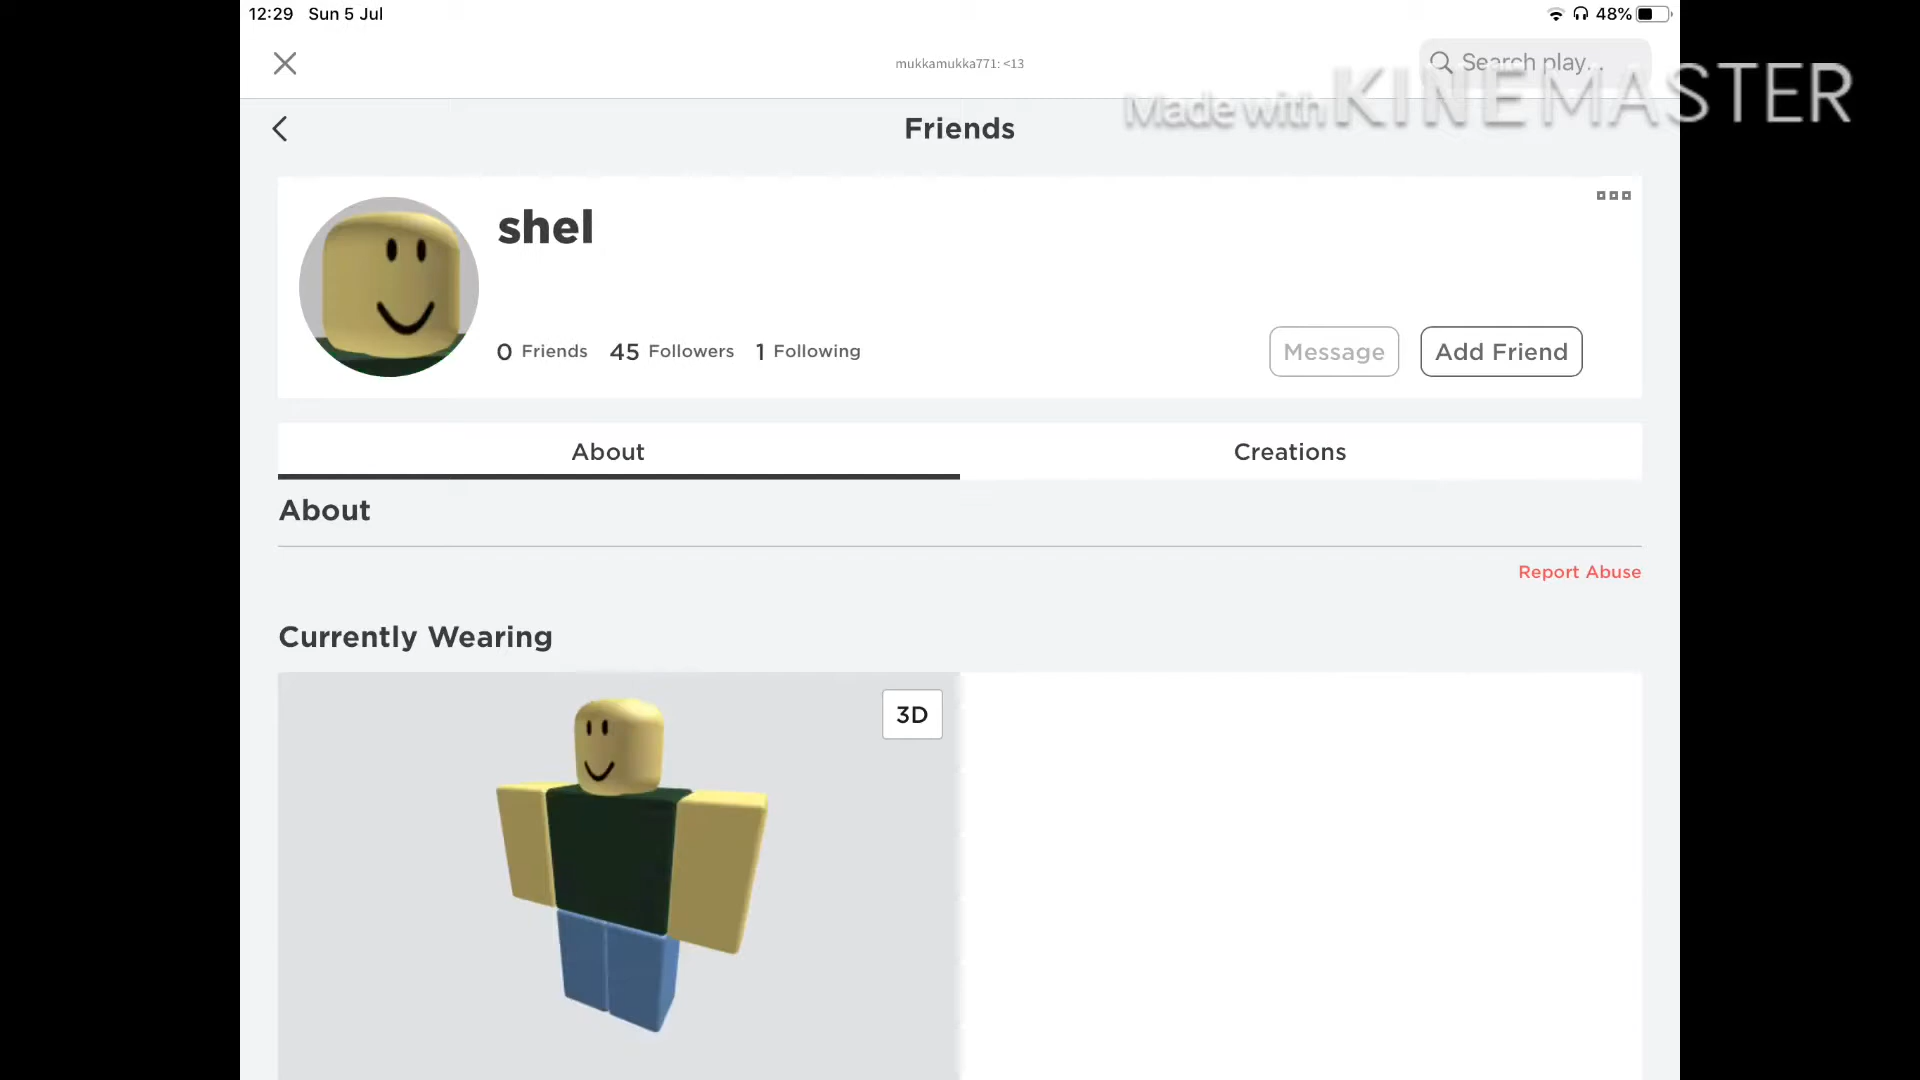 12:29 Sun 5 Jul
48%
mukkamukka771: <13
Search play...
Made with KINEMASTER
Friends
shel
0 Friends 45 Followers 1 Following
Message
Add Friend
About
Creations
About
Report Abuse
Currently Wearing
3D